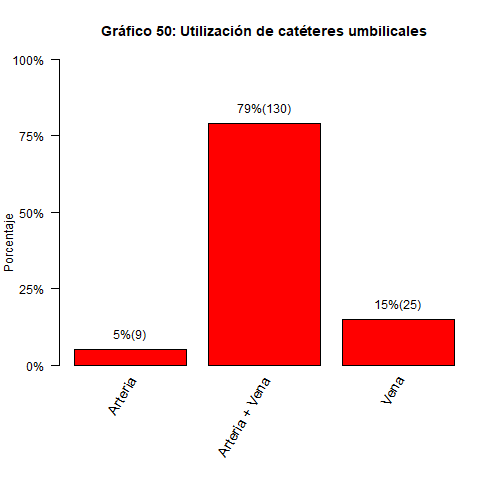 Gráfico 50: Utilización de catéteres umbilicales
100%
75%
50%
25%
0%
Porcentaje
5%(9)
79%(130)
15%(25)
Arteria
Arteria + Vena
Vena